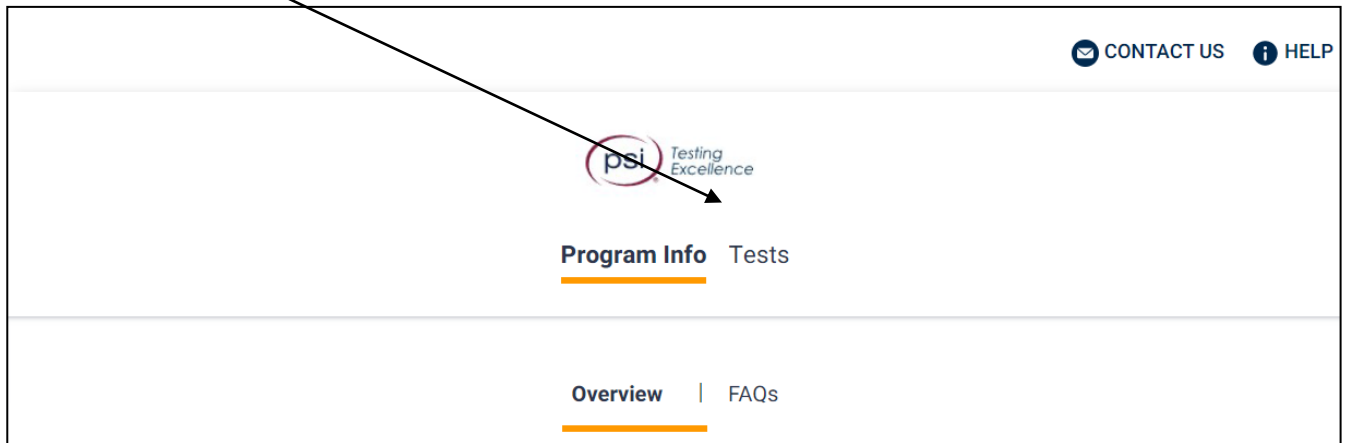 CONTACT US HELP
psi Testing
Excellence
Program Info Tests
Overview | FAQs